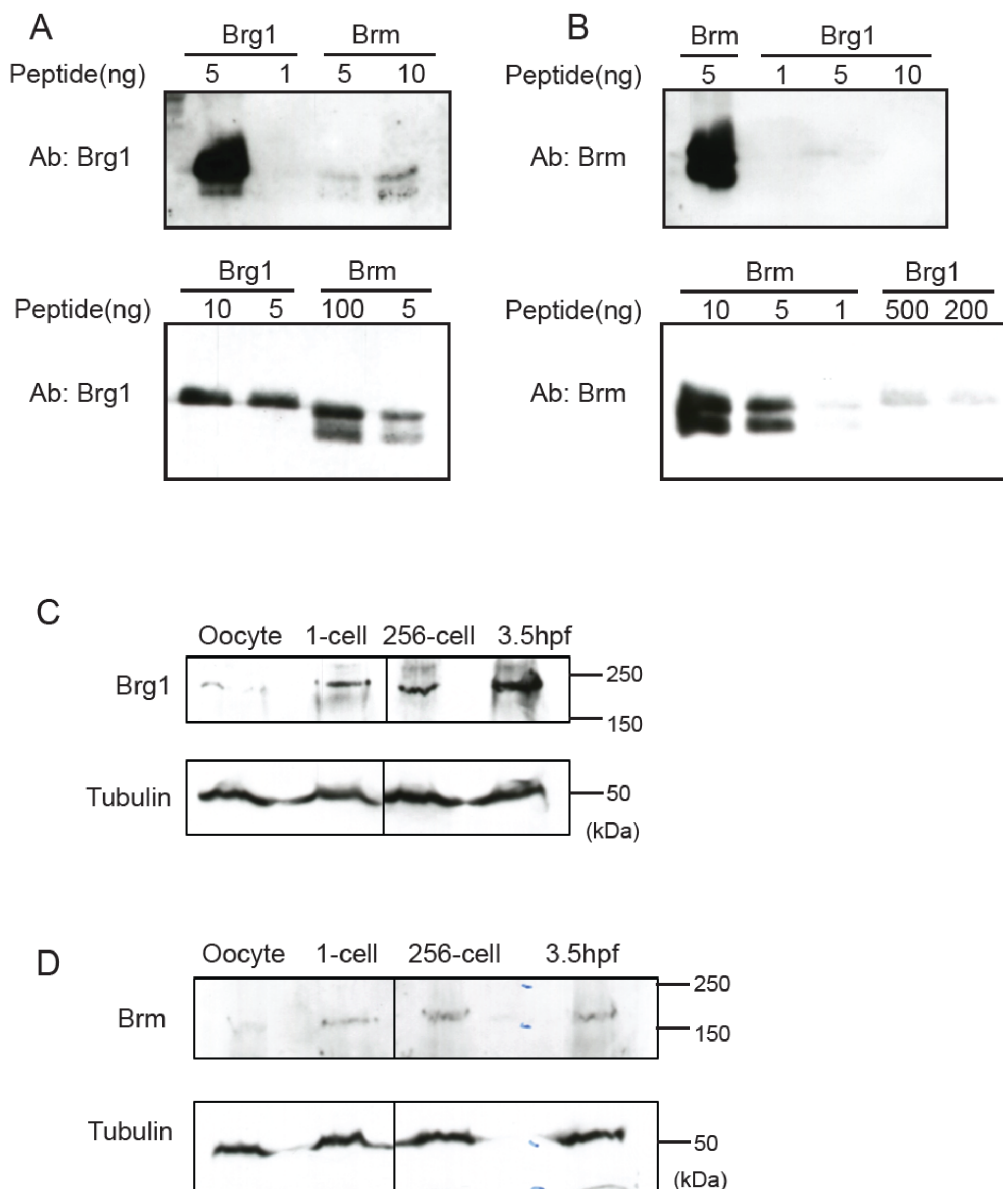 A
Brg1 Brm
Peptide(ng) 5 1 5 10
Ab: Brg1
Brg1 Brm
Peptide(ng) 10 5 100 5
Ab: Brg1
B
Brm Brg1
Peptide(ng) 5 1 5 10
Ab: Brm
Brm Brg1
Peptide(ng) 10 5 1 500 200
Ab: Brm
C
Oocyte 1-cell 256-cell 3.5hpf
Brg1
250
150
Tubulin
50
(kDa)
D
Oocyte 1-cell 256-cell 3.5hpf
Brm
250
150
Tubulin
50
(kDa)